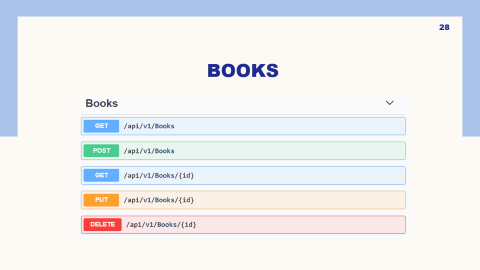 28
BOOKS
Books
GET /api/v1/Books
POST /api/v1/Books
GET /api/v1/Books/{id}
PUT /api/v1/Books/{id}
DELETE /api/v1/Books/{id}